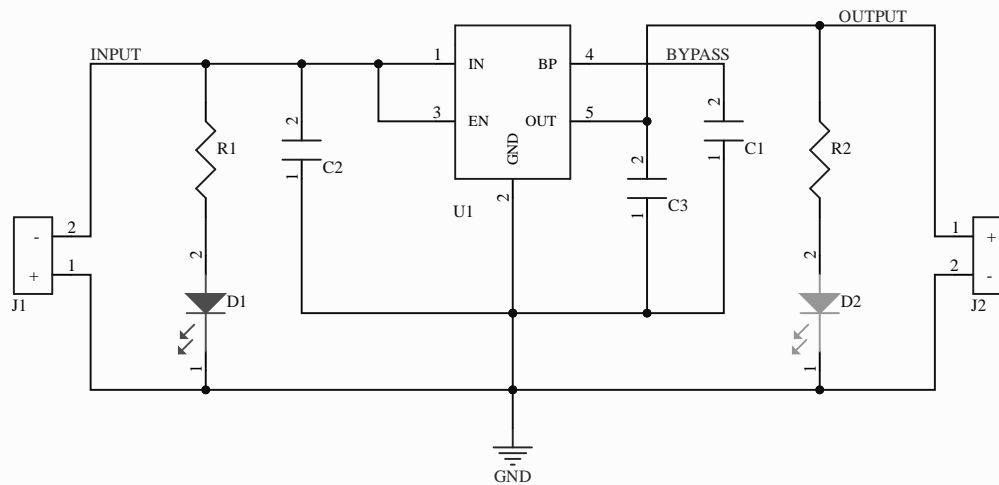 OUTPUT
INPUT
1 IN BP 4 BYPASS
2
2
3 EN OUT 5
R1
C2
1
GND
2
U1
2
C3
1
C1
1
R2
J1
-
2
+
1
2
D1
1
2
D2
1
1
+
2
-
J2
GND